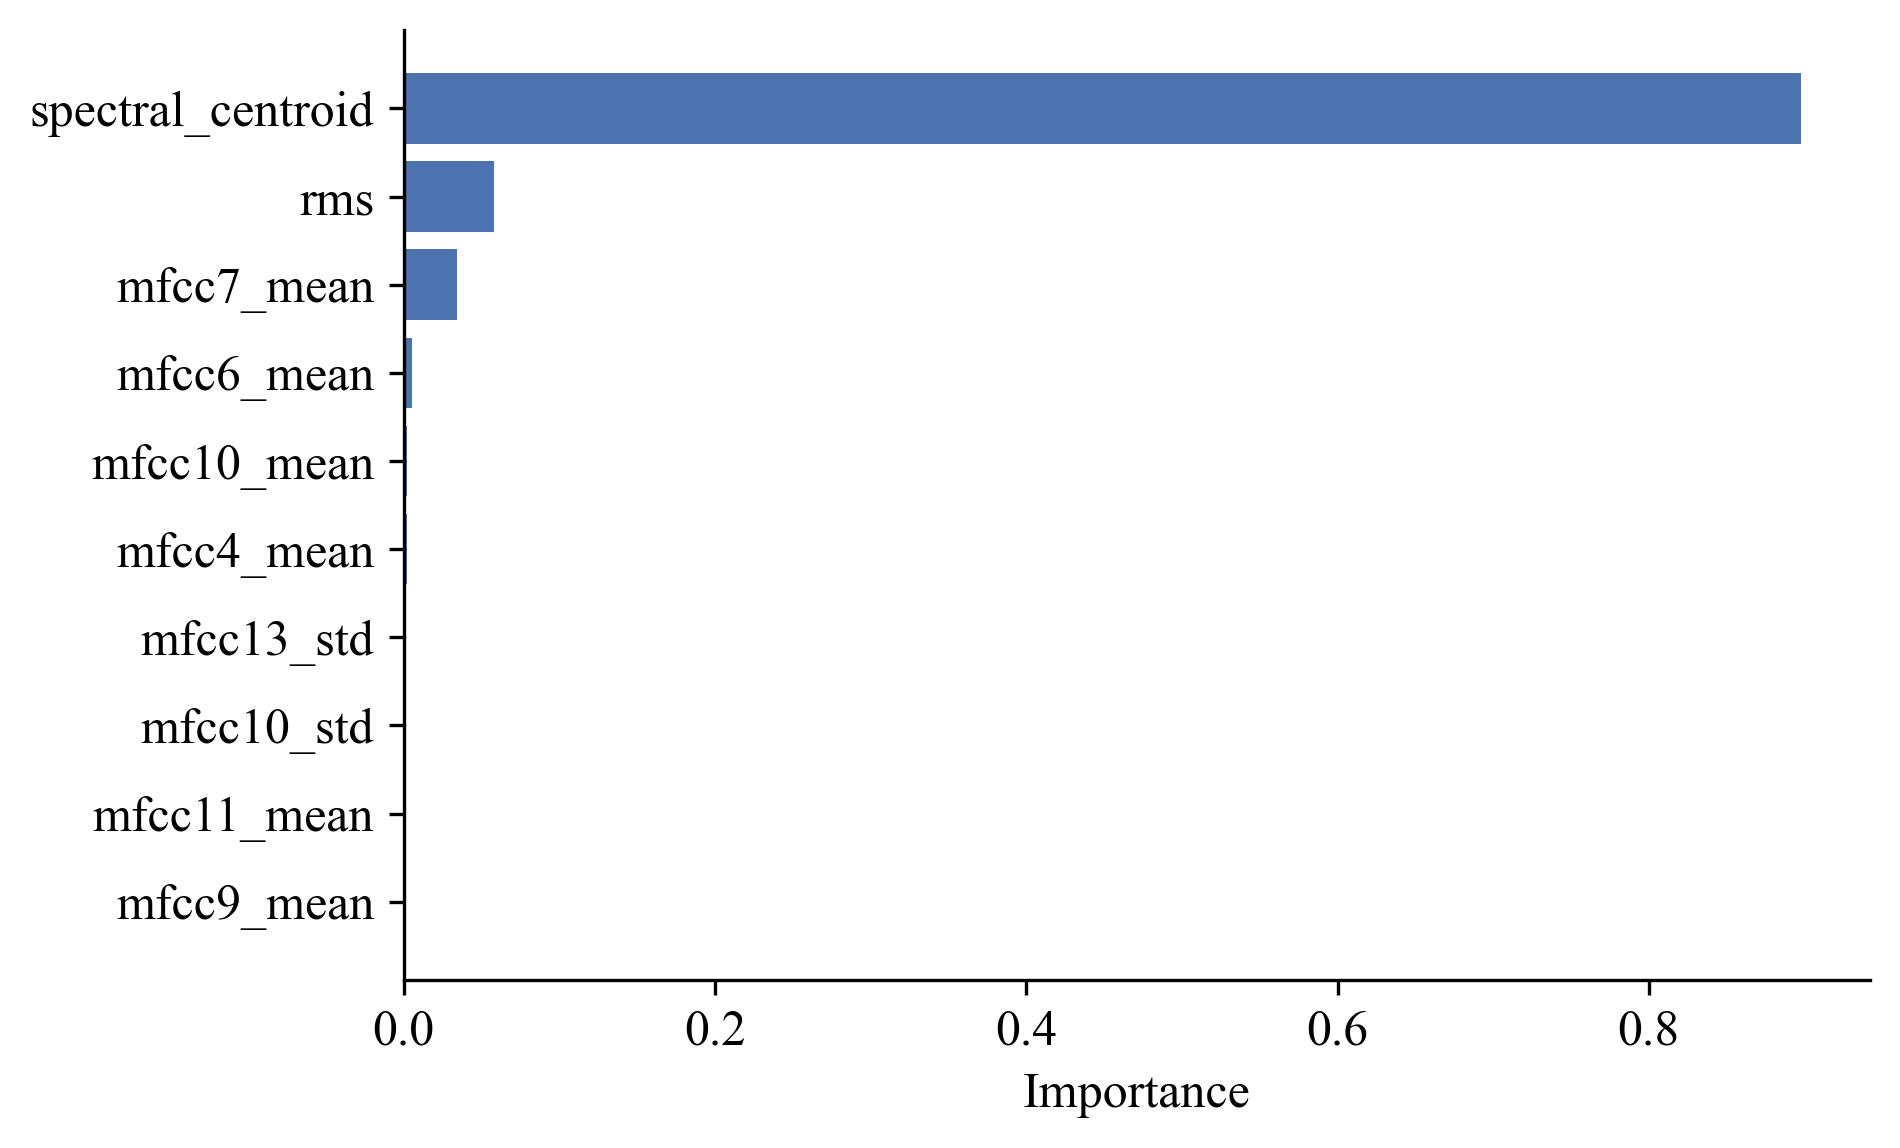 spectral_centroid
rms
mfcc7_mean
mfcc6_mean
mfcc10_mean
mfcc4_mean
mfcc13_std
mfcc10_std
mfcc11_mean
mfcc9_mean
0.0 0.2 0.4 0.6 0.8
Importance